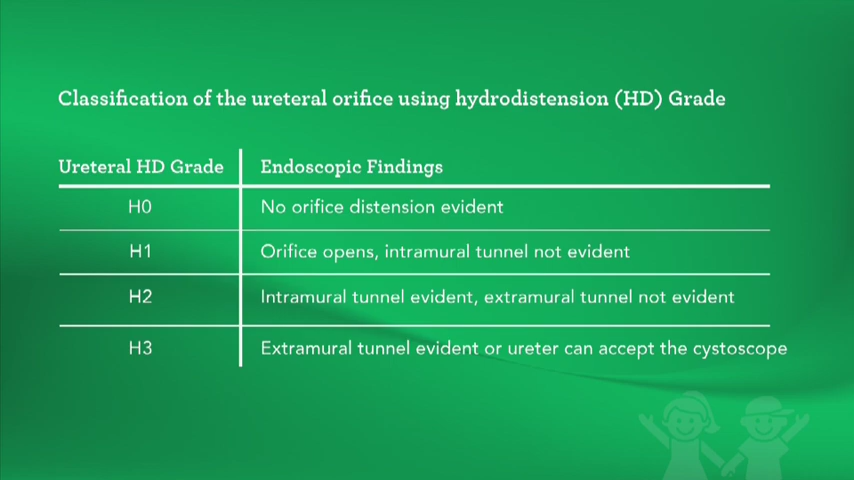 Classification of the ureteral orifice using hydrodistension (HD) Grade
Ureteral HD Grade Endoscopic Findings
H0 No orifice distension evident
H1 Orifice opens, intramural tunnel not evident
H2 Intramural tunnel evident, extramural tunnel not evident
H3 Extramural tunnel evident or ureter can accept the cystoscope